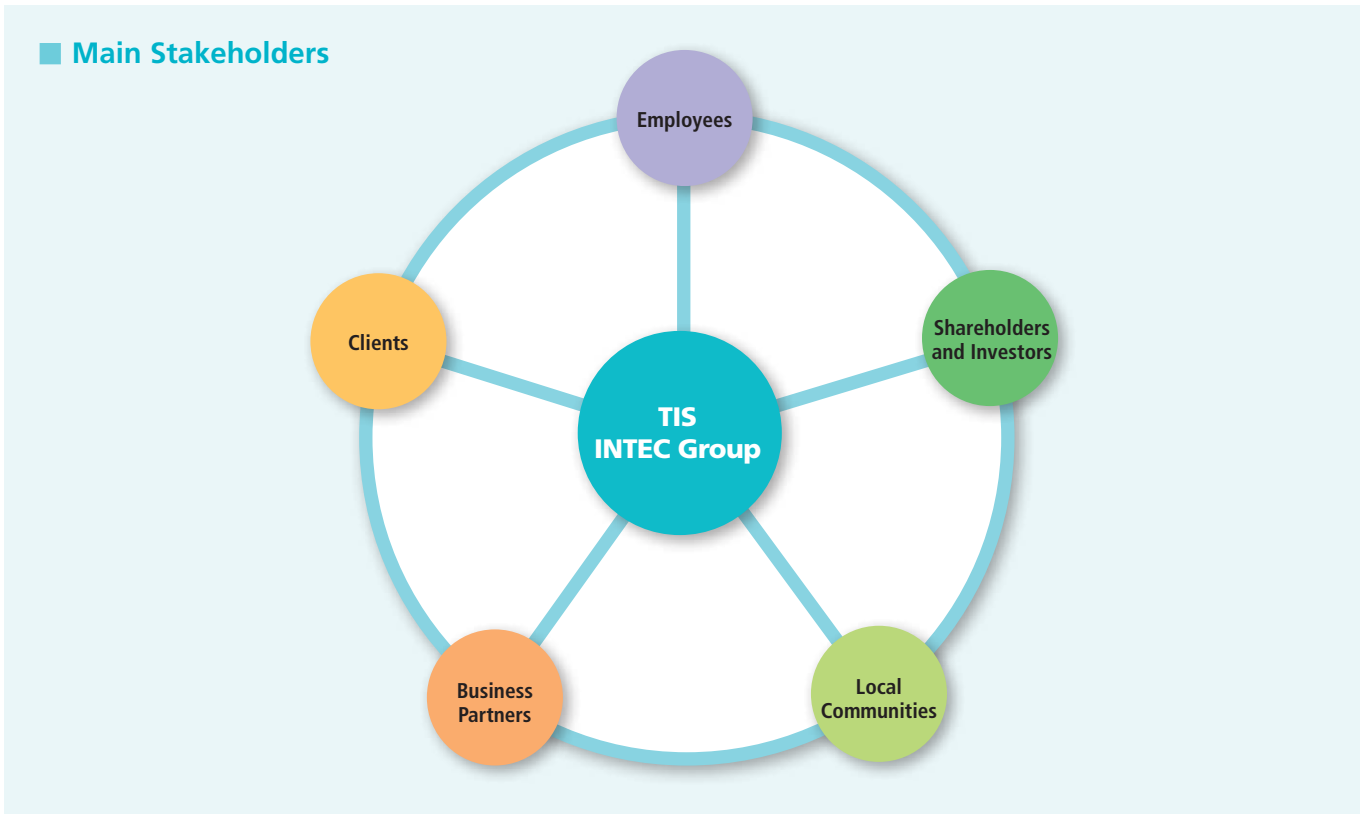 Main Stakeholders
Employees
Clients
Shareholders
and Investors
TIS
INTEC Group
Business
Partners
Local
Communities